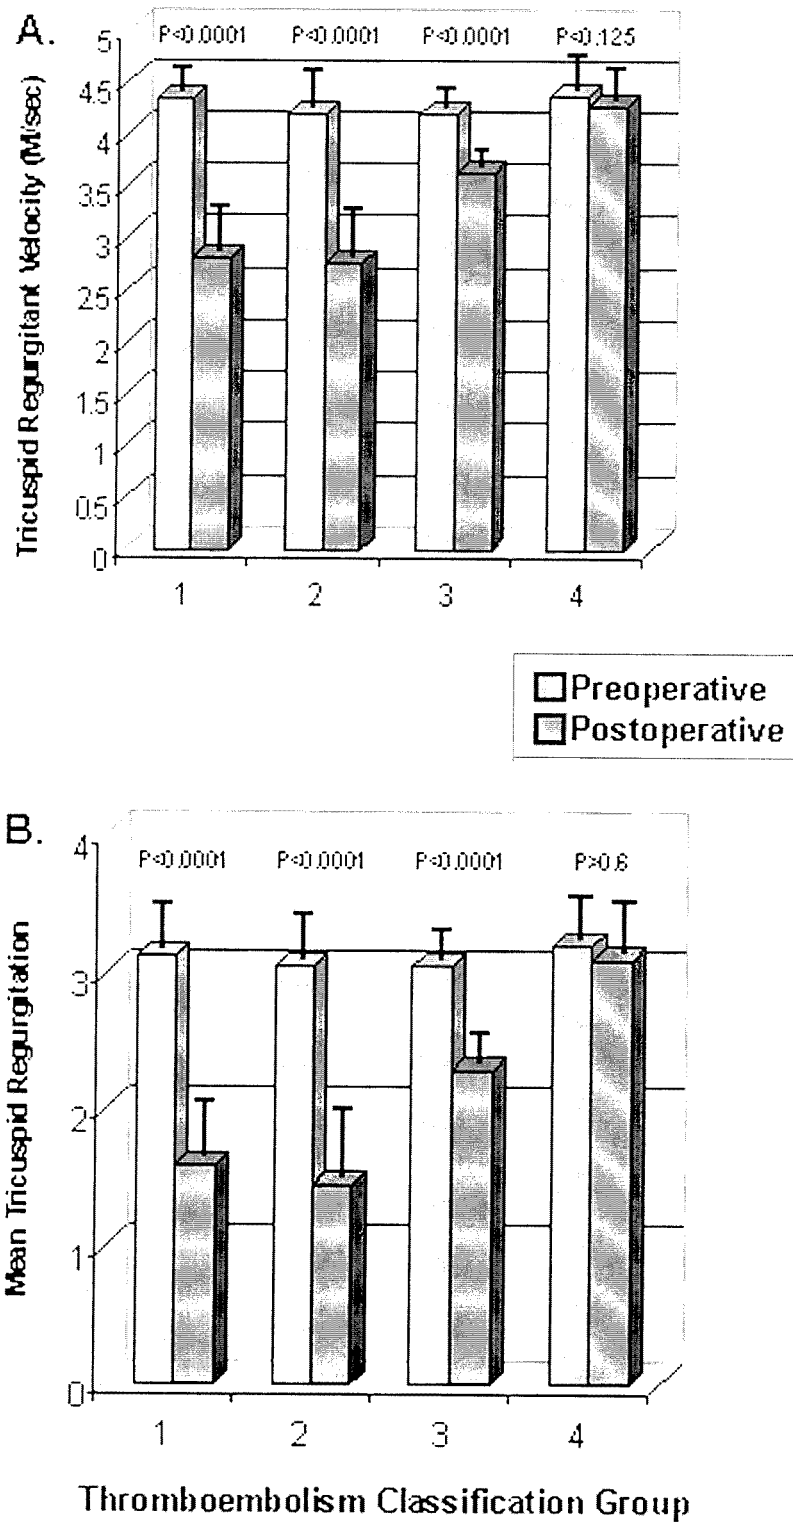 A.
P<0.0001 P<0.0001 P<0.0001 P<0.125
Tricuspid Regurgitant Velocity (M/sec)
5
4.5
4
3.5
3
2.5
2
1.5
1
0.5
0
1 2 3 4
Preoperative
Postoperative
B.
P<0.0001 P<0.0001 P<0.0001 P>0.6
Mean Tricuspid Regurgitation
4
3
2
1
0
1 2 3 4
Thromboembolism Classification Group